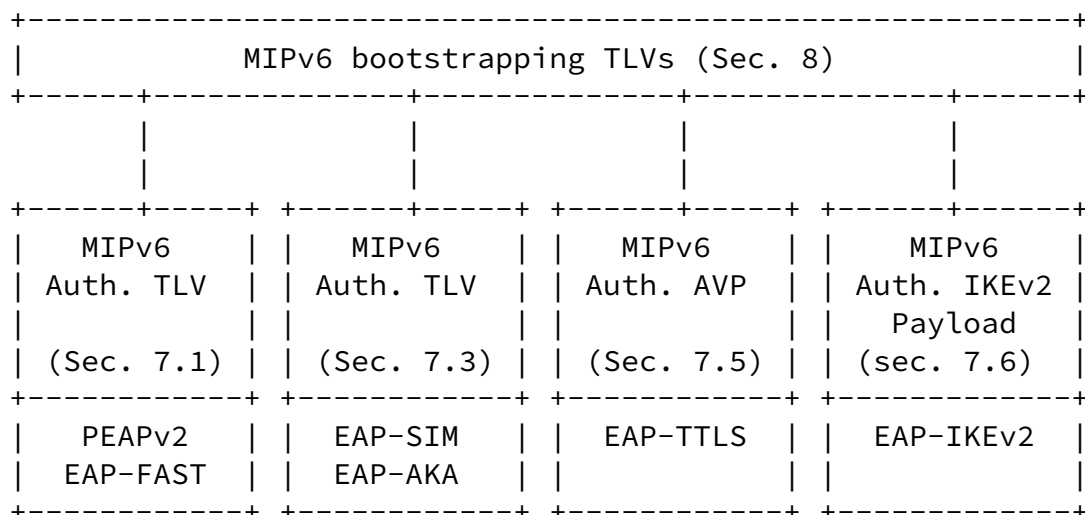 MIPv6 bootstrapping TLVs (Sec. 8)
MIPv6 MIPv6 MIPv6 MIPv6
Auth. TLV Auth. TLV Auth. AVP Auth. IKEv2
Payload
(Sec. 7.1) (Sec. 7.3) (Sec. 7.5) (sec. 7.6)
PEAPv2 EAP-SIM EAP-TTLS EAP-IKEv2
EAP-FAST EAP-AKA